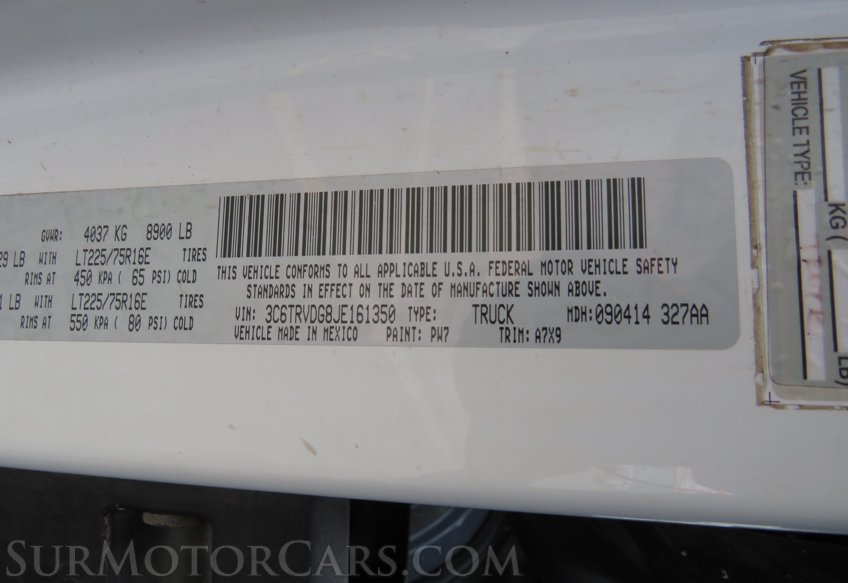 GVWR: 4037 KG 8900 LB
29 LB WITH LT225/75R16E TIRES
RIMS AT 450 KPA ( 65 PSI) COLD
LB WITH LT225/75R16E TIRES
RIMS AT 550 KPA ( 80 PSI) COLD
THIS VEHICLE CONFORMS TO ALL APPLICABLE U.S.A. FEDERAL MOTOR VEHICLE SAFETY
STANDARDS IN EFFECT ON THE DATE OF MANUFACTURE SHOWN ABOVE.
VIN: 3C6TRVDG8JE161350 TYPE: TRUCK MDH:090414 327AA
VEHICLE MADE IN MEXICO PAINT: PW7 TRIM: A7X9
VEHICLE TYPE:
KG (
LB)
SURMOTORCARS.COM